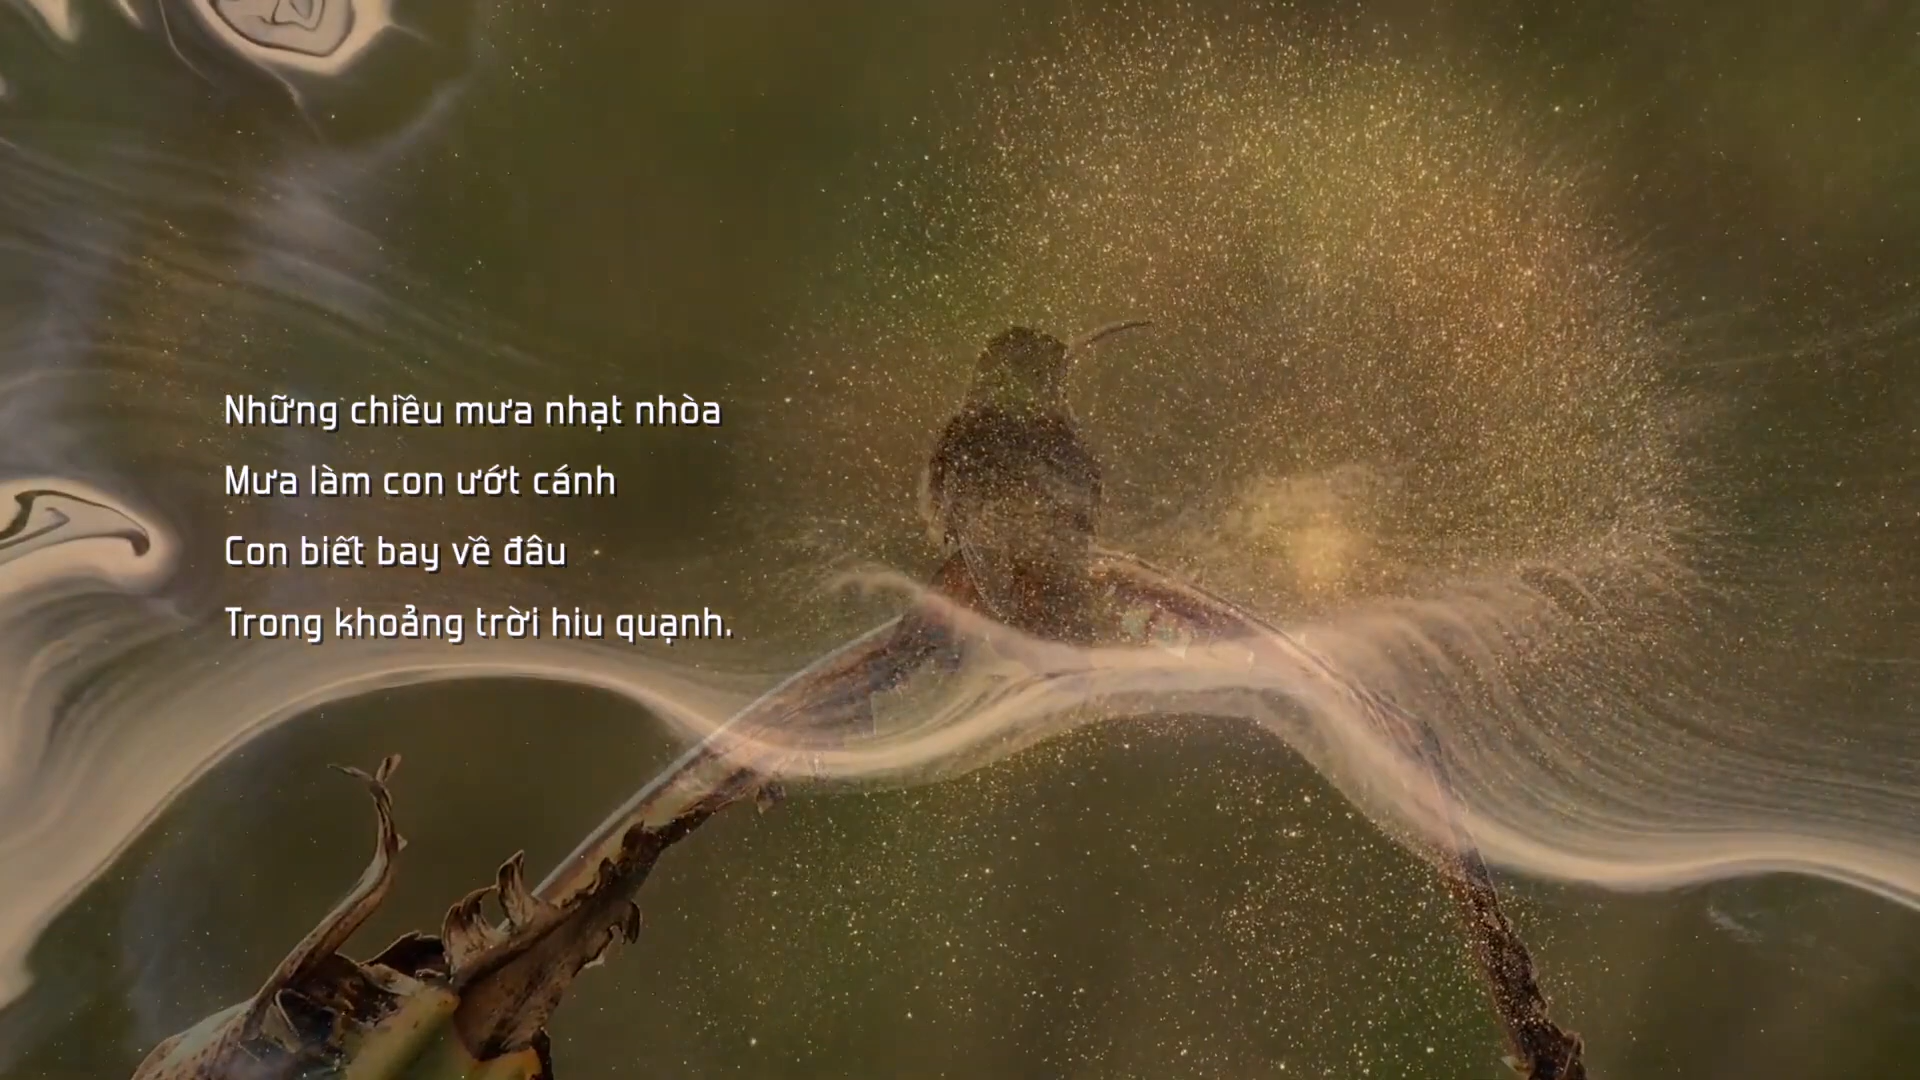 Những chiều mưa nhạt nhòa
Mưa làm con ướt cánh
Con biết bay về đâu
Trong khoảng trời hiu quạnh.